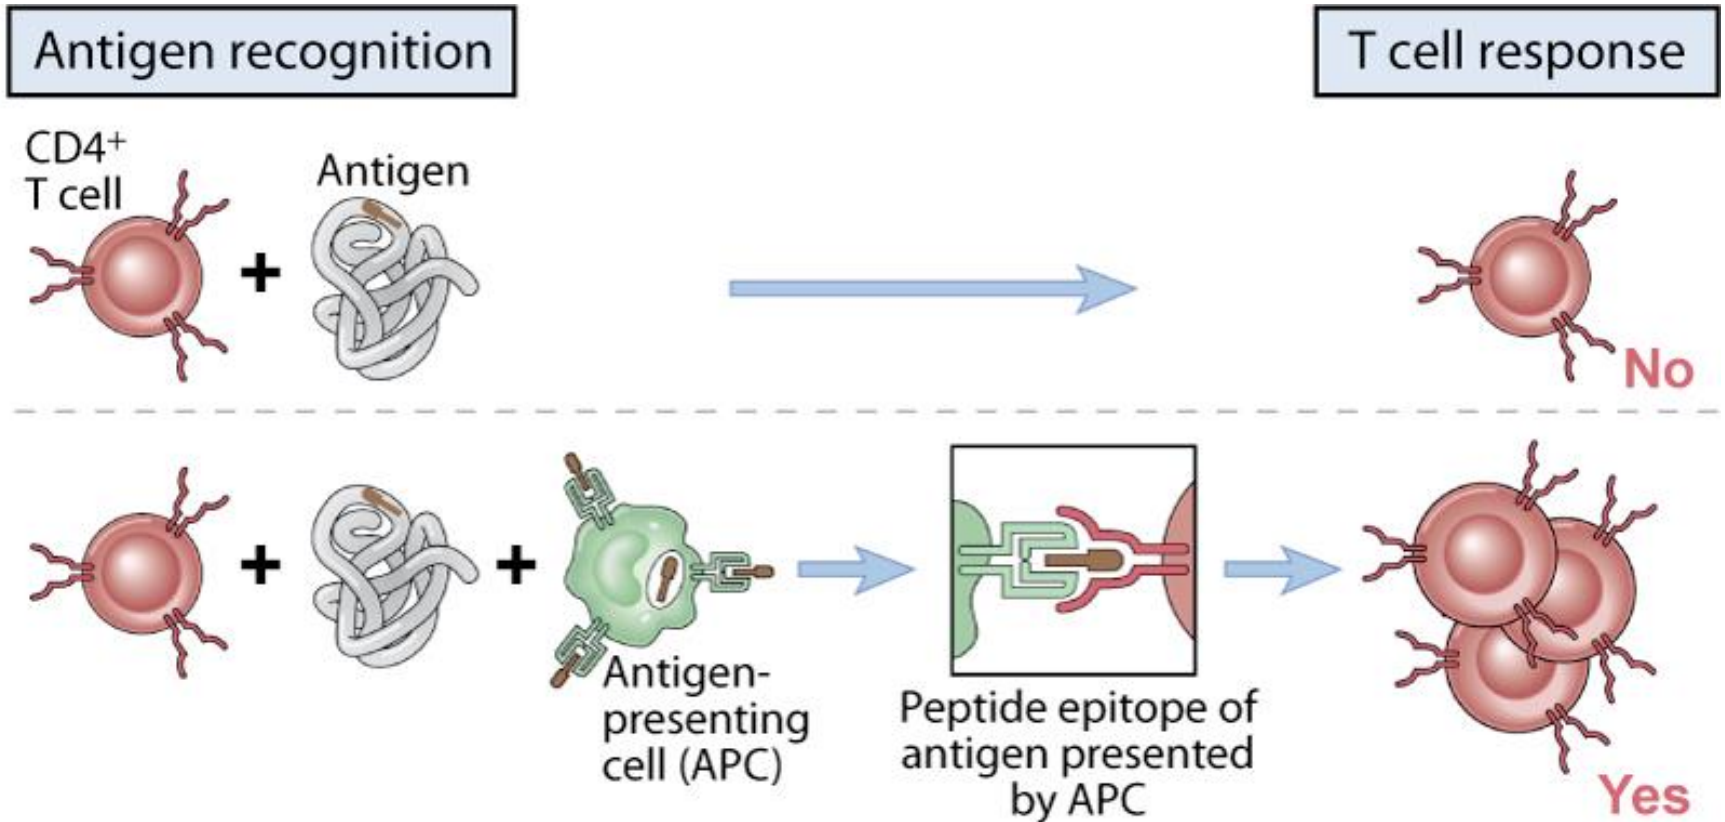 Antigen recognition
T cell response
CD4⁺
T cell
Antigen
+
No
+
+
Antigen-
presenting
cell (APC)
Peptide epitope of
antigen presented
by APC
Yes